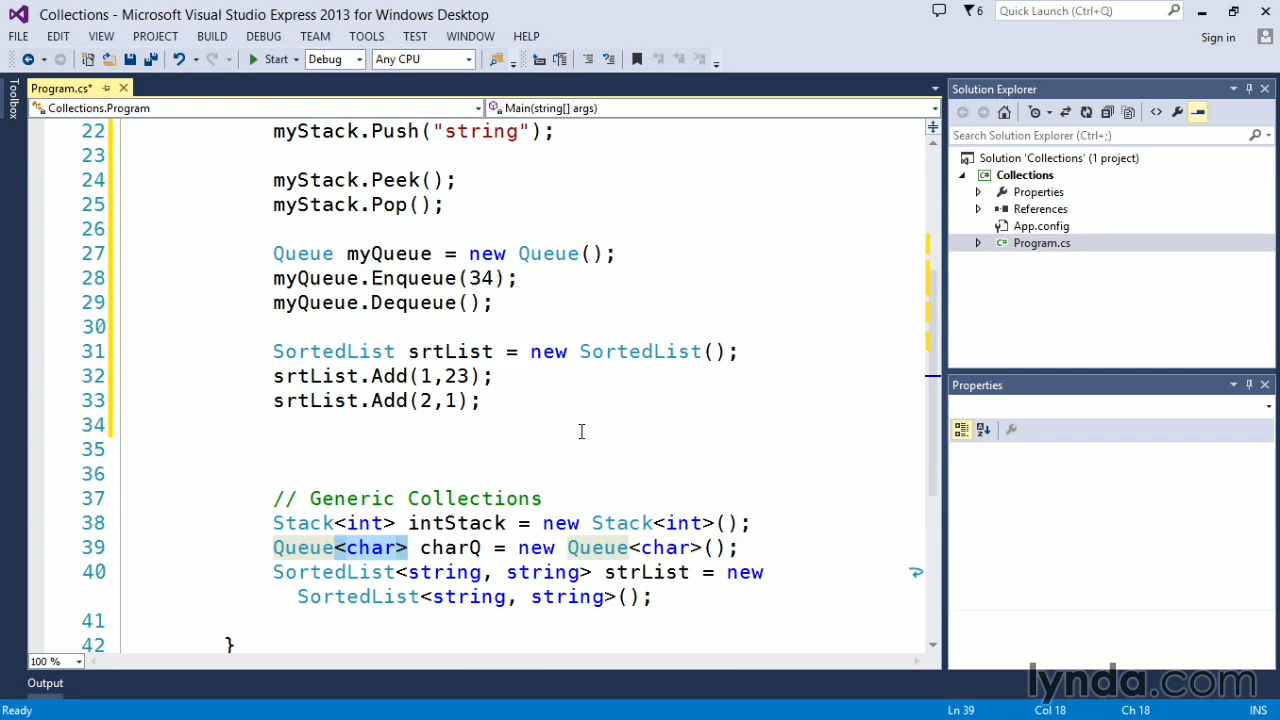 Collections - Microsoft Visual Studio Express 2013 for Windows Desktop
6
Quick Launch (Ctrl+Q)
FILE EDIT VIEW PROJECT BUILD DEBUG TEAM TOOLS TEST WINDOW HELP
Sign in
Start Debug Any CPU
Toolbox
Program.cs*
Collections.Program Main(string[] args)
22 myStack.Push("string");
23
24 myStack.Peek();
25 myStack.Pop();
26
27 Queue myQueue = new Queue();
28 myQueue.Enqueue(34);
29 myQueue.Dequeue();
30
31 SortedList srtList = new SortedList();
32 srtList.Add(1,23);
33 srtList.Add(2,1);
34
35
36
37 // Generic Collections
38 Stack<int> intStack = new Stack<int>();
39 Queue<char> charQ = new Queue<char>();
40 SortedList<string, string> strList = new
SortedList<string, string>();
41
42 }
100 %
Solution Explorer
Search Solution Explorer (Ctrl+;)
Solution 'Collections' (1 project)
Collections
Properties
References
App.config
Program.cs
Properties
Output
lynda.com
Ready Ln 39 Col 18 Ch 18 INS